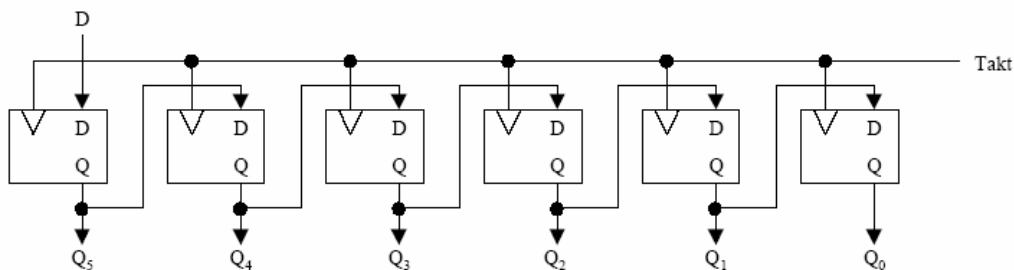 D
Takt
D D D D D D
Q Q Q Q Q Q
Q₅ Q₄ Q₃ Q₂ Q₁ Q₀